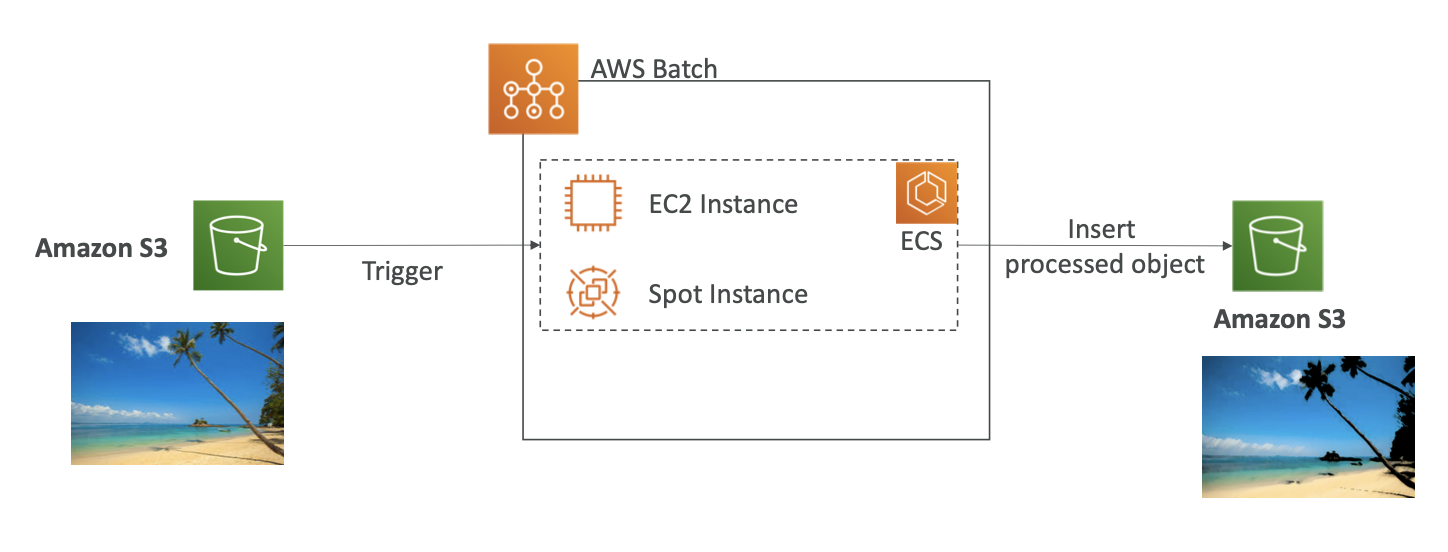 AWS Batch
EC2 Instance
ECS
Spot Instance
Amazon S3
Trigger
Insert
processed object
Amazon S3